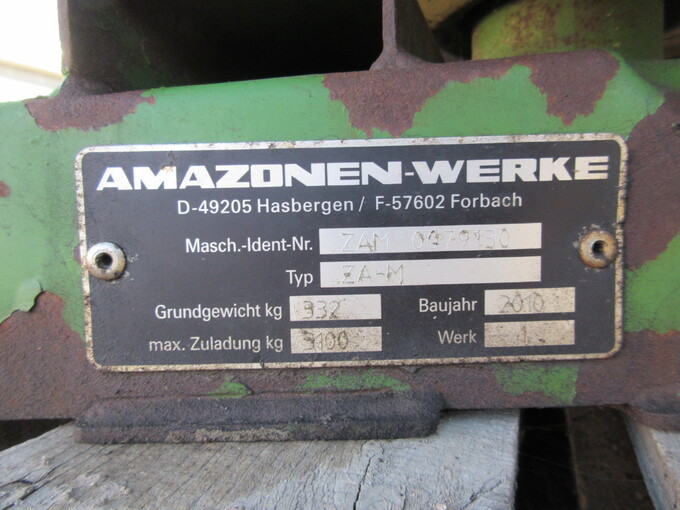 AMAZONEN-WERKE
D-49205 Hasbergen / F-57602 Forbach
Masch.-Ident-Nr. ZAM
Typ ZA-M
Grundgewicht kg 332 Baujahr 2010
max. Zuladung kg 3100 Werk 1